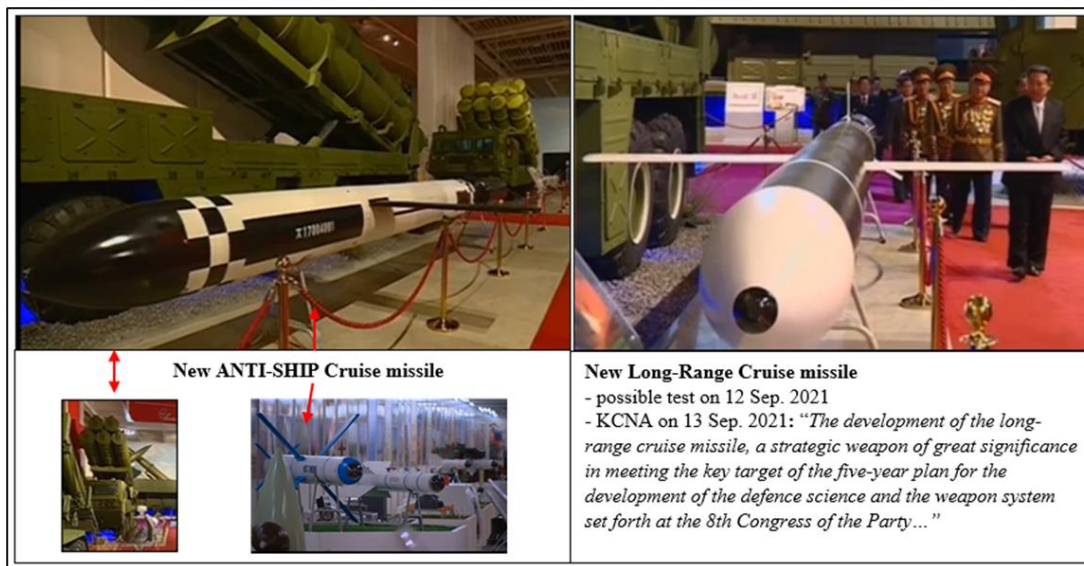 ㅈ17004001
New ANTI-SHIP Cruise missile
New Long-Range Cruise missile
- possible test on 12 Sep. 2021
- KCNA on 13 Sep. 2021: “The development of the long-
range cruise missile, a strategic weapon of great significance
in meeting the key target of the five-year plan for the
development of the defence science and the weapon system
set forth at the 8th Congress of the Party…”